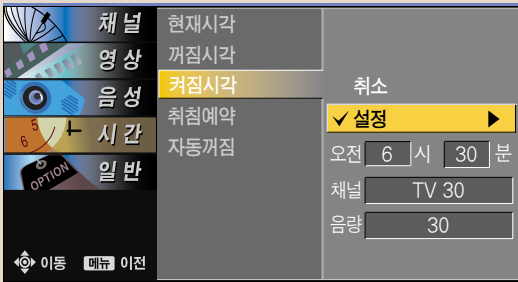 채널
영상
음성
시간
일반
이동 메뉴 이전
현재시각
꺼짐시각
켜짐시각
취침예약
자동꺼짐
취소
✓ 설정 ▶
오전 6 시 30 분
채널 TV 30
음량 30
5
6
OPTION